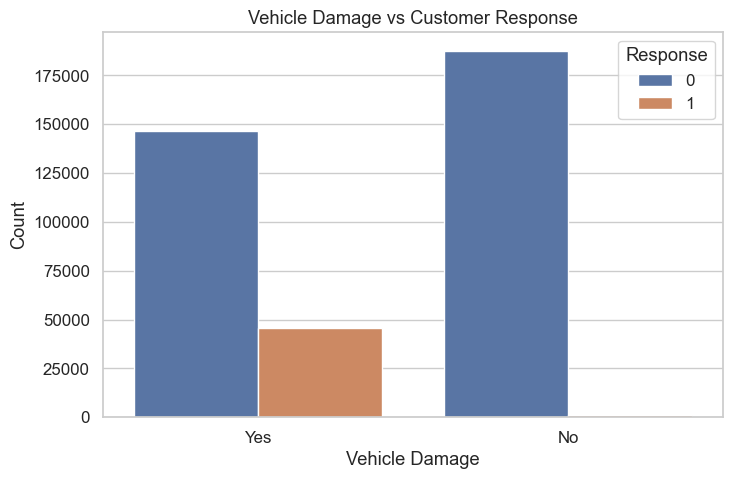 Vehicle Damage vs Customer Response
Response
0
1
175000
150000
125000
100000
75000
50000
25000
0
Count
Yes
No
Vehicle Damage